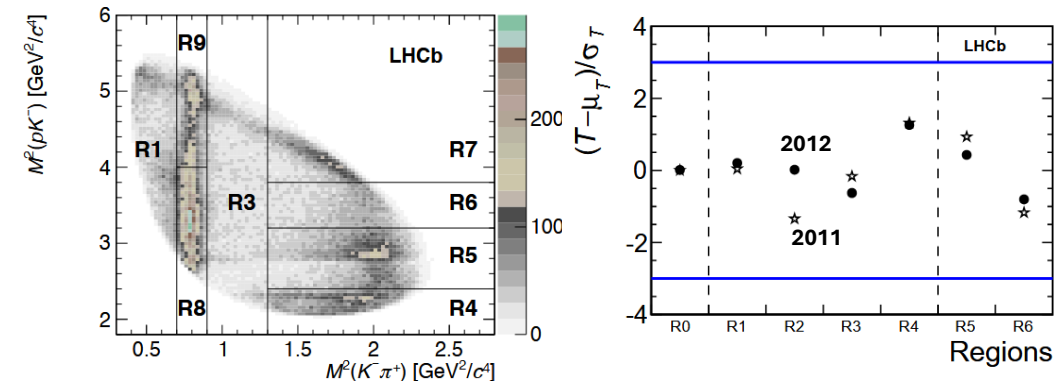 M²(pK⁻) [GeV²/c⁴]
6
5
4
3
2
R9
LHCb
R1
R7
R3
R6
R5
R8
R4
0.5 1 1.5 2 2.5
M²(K⁻π⁺) [GeV²/c⁴]
200
100
0
(T−μ_T)/σ_T
4
2
0
-2
-4
LHCb
2012
2011
R0 R1 R2 R3 R4 R5 R6
Regions